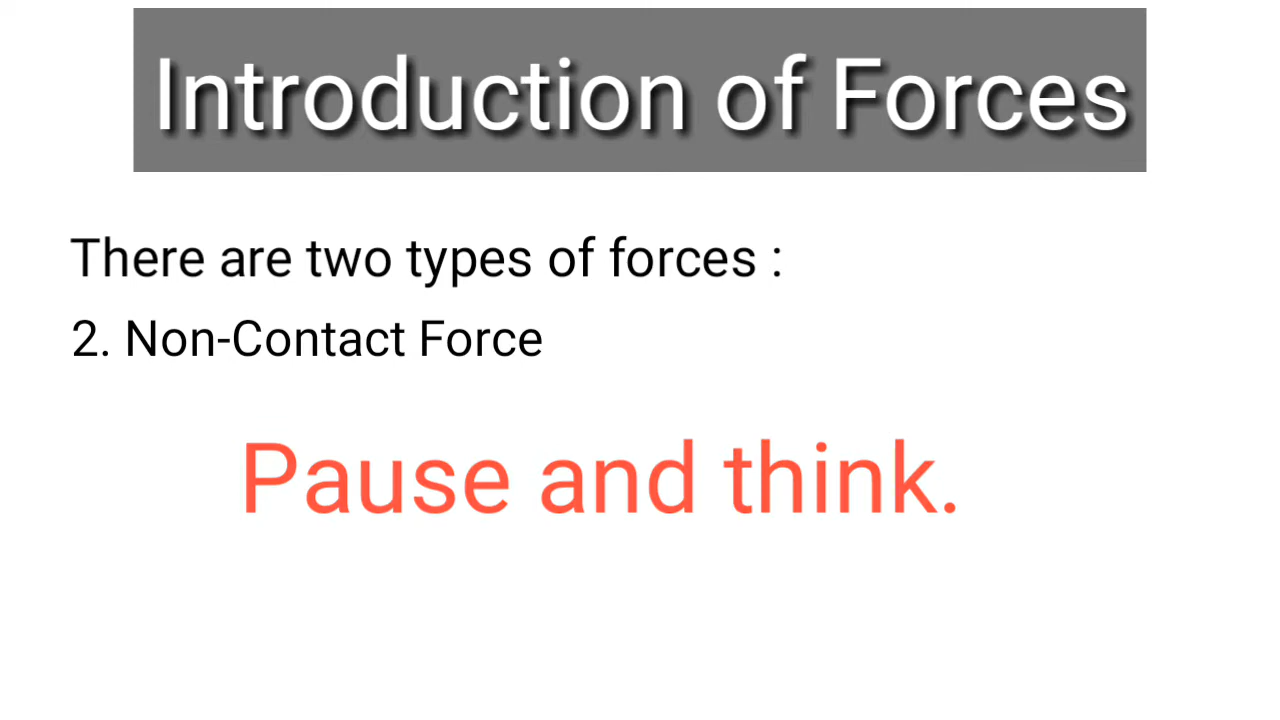 Introduction of Forces
There are two types of forces :
2. Non-Contact Force
Pause and think.